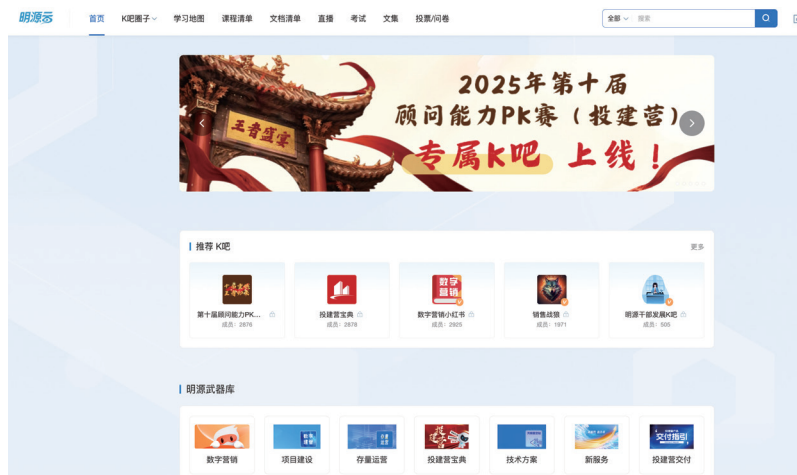 明源云
首页 K吧圈子 学习地图 课程清单 文档清单 直播 考试 文集 投票/问卷
全部 搜索
2025年第十届
顾问能力PK赛（投建营）
专属K吧 上线！
王者盛宴
推荐 K吧
更多
第十届顾问能力PK... 投建营宝典 数字营销小红书 销售战狼 明源干部发展K吧
成员：2876 成员：2878 成员：2925 成员：1971 成员：505
数字
营销
明源武器库
交付指引
数字营销 项目建设 存量运营 投建营宝典 技术方案 新服务 投建营交付